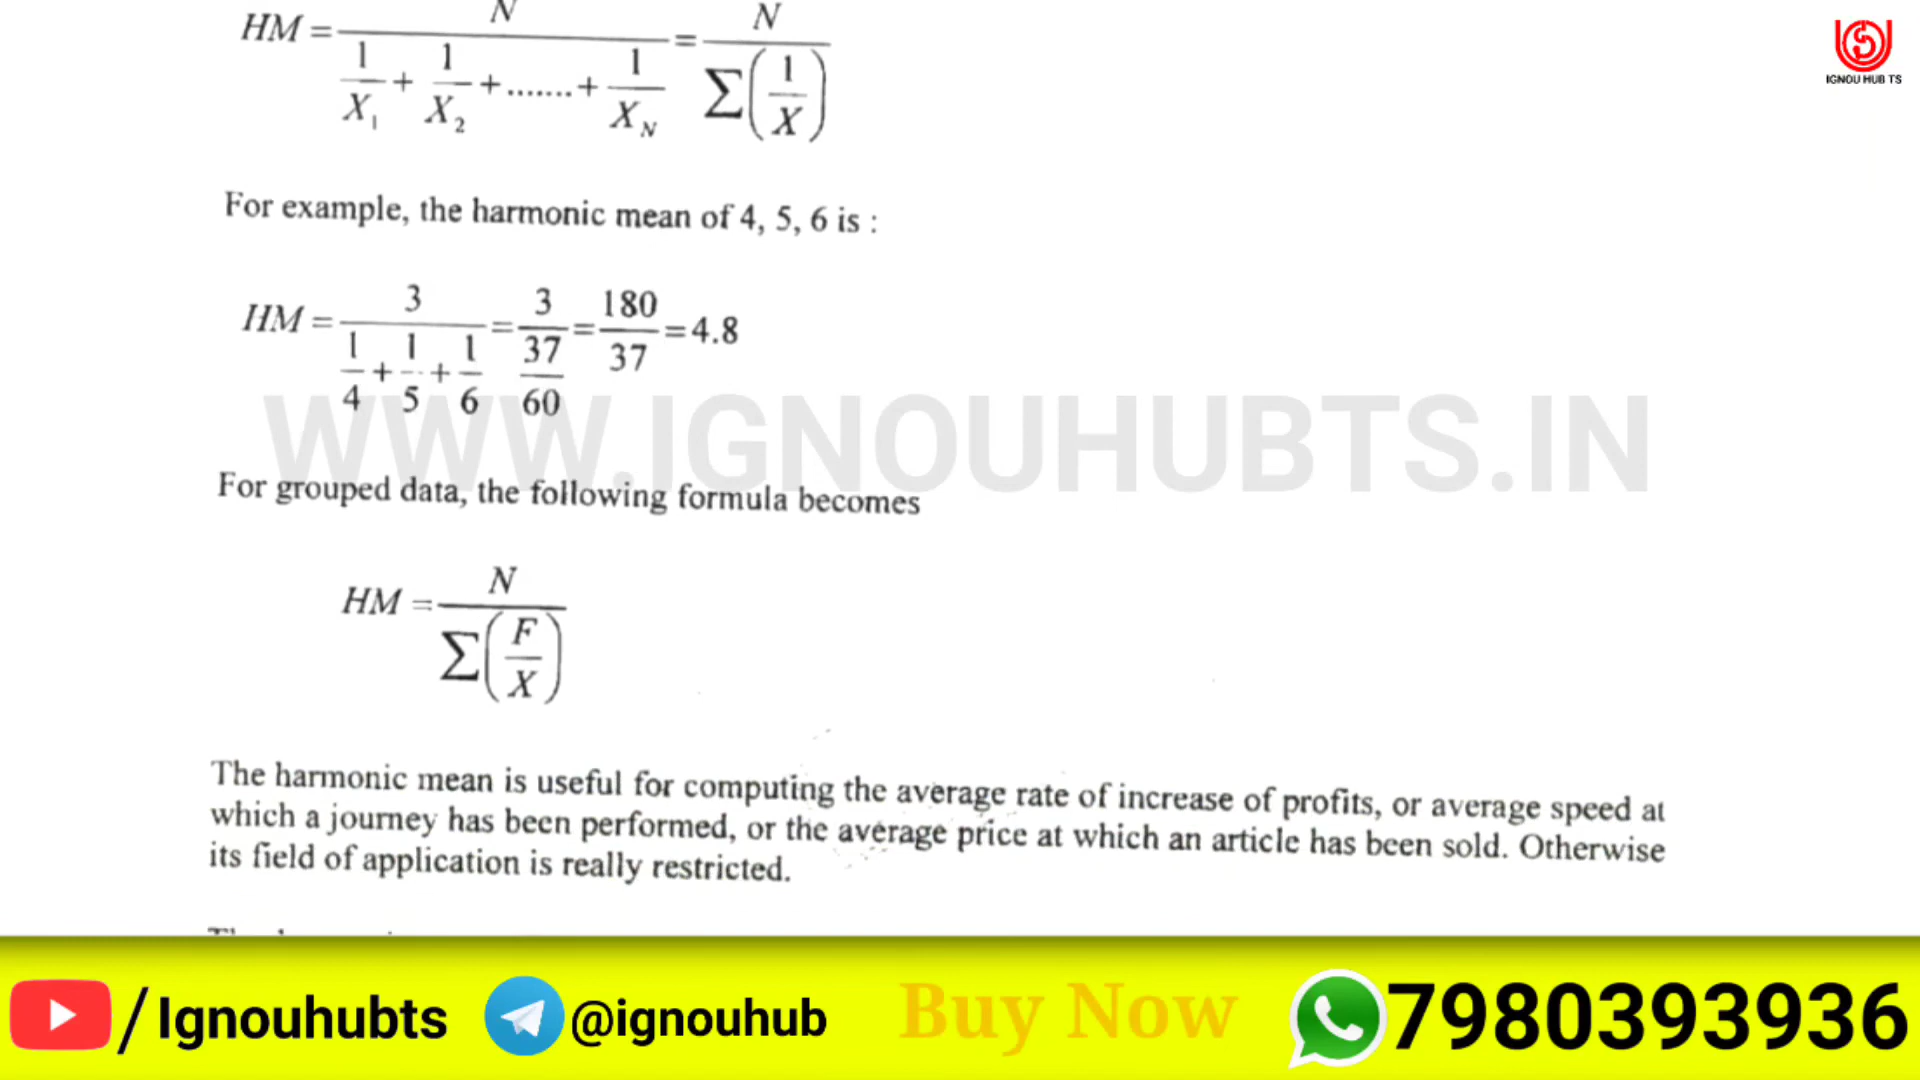 HM = N / (1/X₁ + 1/X₂ + ....... + 1/X_N) = N / Σ(1/X)
IGNOU HUB TS
For example, the harmonic mean of 4, 5, 6 is :
HM = 3 / (1/4 + 1/5 + 1/6) = 3 / (37/60) = 180/37 = 4.8
WWW.IGNOUHUBTS.IN
For grouped data, the following formula becomes
HM = N / Σ(F/X)
The harmonic mean is useful for computing the average rate of increase of profits, or average speed at
which a journey has been performed, or the average price at which an article has been sold. Otherwise
its field of application is really restricted.
/Ignouhubts @ignouhub Buy Now 7980393936